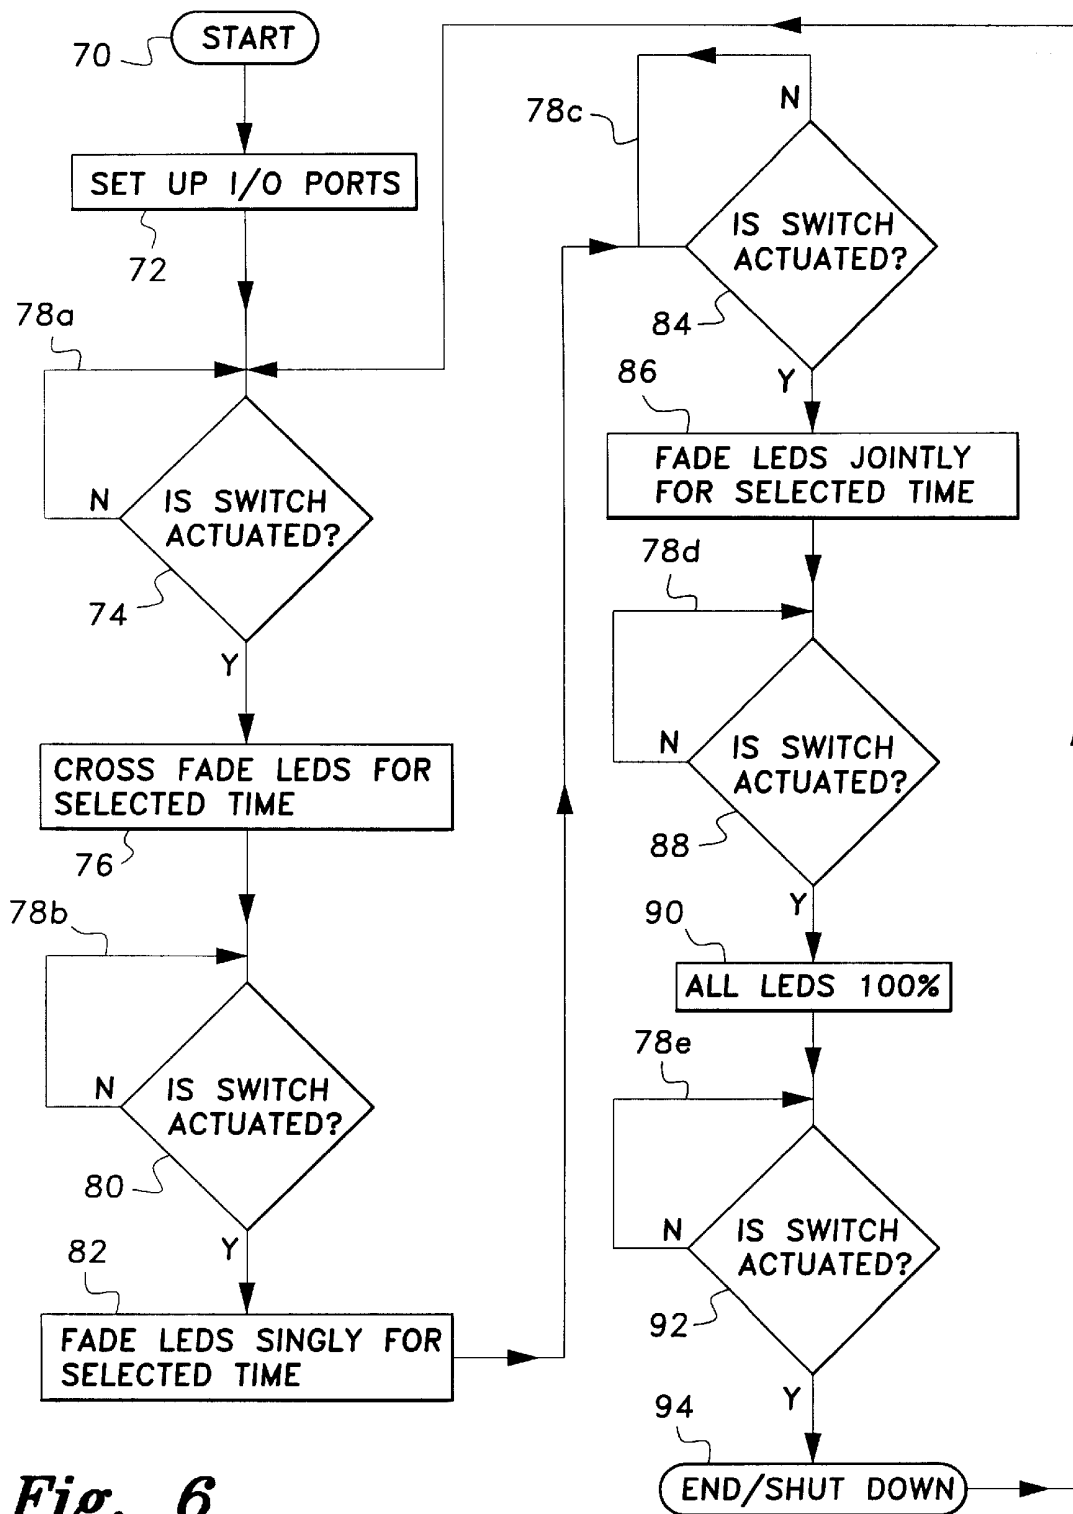 START
70
SET UP I/O PORTS
72
78a
N
IS SWITCH
ACTUATED?
74
Y
CROSS FADE LEDS FOR
SELECTED TIME
76
78b
N
IS SWITCH
ACTUATED?
80
Y
82
FADE LEDS SINGLY FOR
SELECTED TIME
78c
N
IS SWITCH
ACTUATED?
84
Y
86
FADE LEDS JOINTLY
FOR SELECTED TIME
78d
N
IS SWITCH
ACTUATED?
88
Y
90
ALL LEDS 100%
78e
N
IS SWITCH
ACTUATED?
92
Y
94
END/SHUT DOWN
Fig. 6